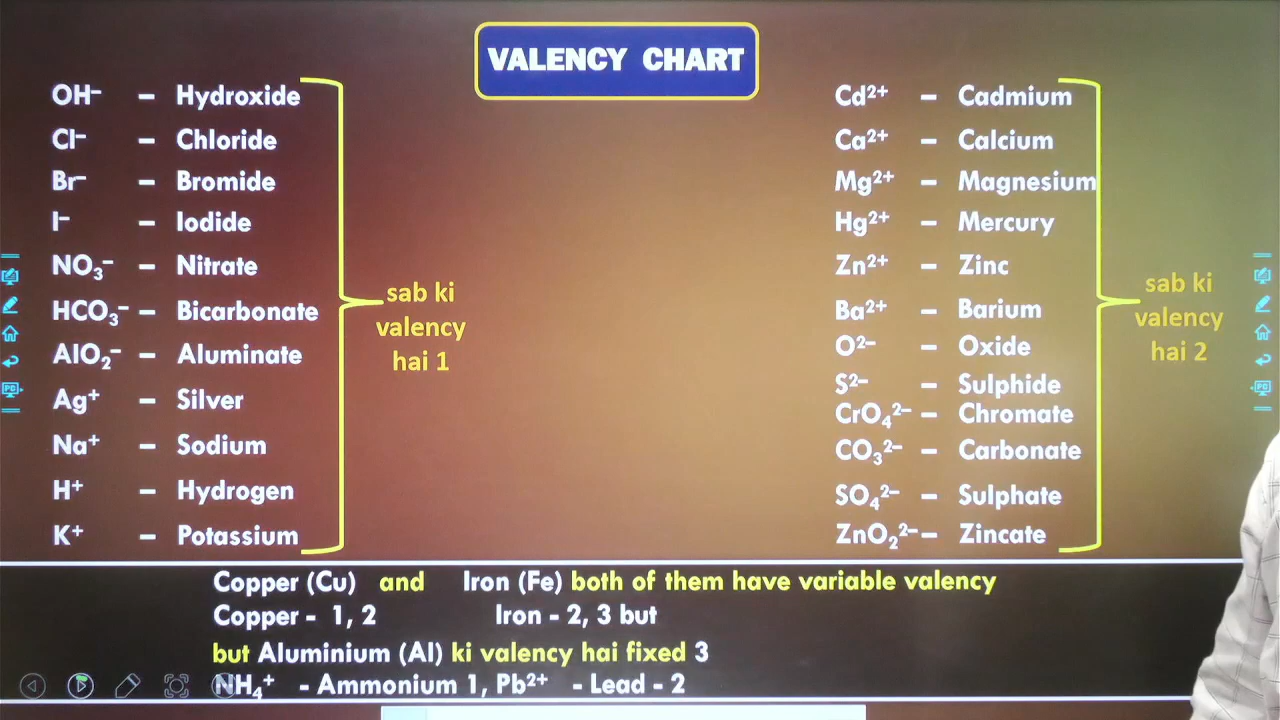 VALENCY CHART
OH⁻ – Hydroxide
Cl⁻ – Chloride
Br⁻ – Bromide
I⁻ – Iodide
NO₃⁻ – Nitrate
HCO₃⁻ – Bicarbonate
AlO₂⁻ – Aluminate
Ag⁺ – Silver
Na⁺ – Sodium
H⁺ – Hydrogen
K⁺ – Potassium
sab ki
valency
hai 1
Cd²⁺ – Cadmium
Ca²⁺ – Calcium
Mg²⁺ – Magnesium
Hg²⁺ – Mercury
Zn²⁺ – Zinc
Ba²⁺ – Barium
O²⁻ – Oxide
S²⁻ – Sulphide
CrO₄²⁻ – Chromate
CO₃²⁻ – Carbonate
SO₄²⁻ – Sulphate
ZnO₂²⁻ – Zincate
sab ki
valency
hai 2
Copper (Cu) and Iron (Fe) both of them have variable valency
Copper - 1, 2 Iron - 2, 3 but
but Aluminium (Al) ki valency hai fixed 3
NH₄⁺ - Ammonium 1, Pb²⁺ - Lead - 2